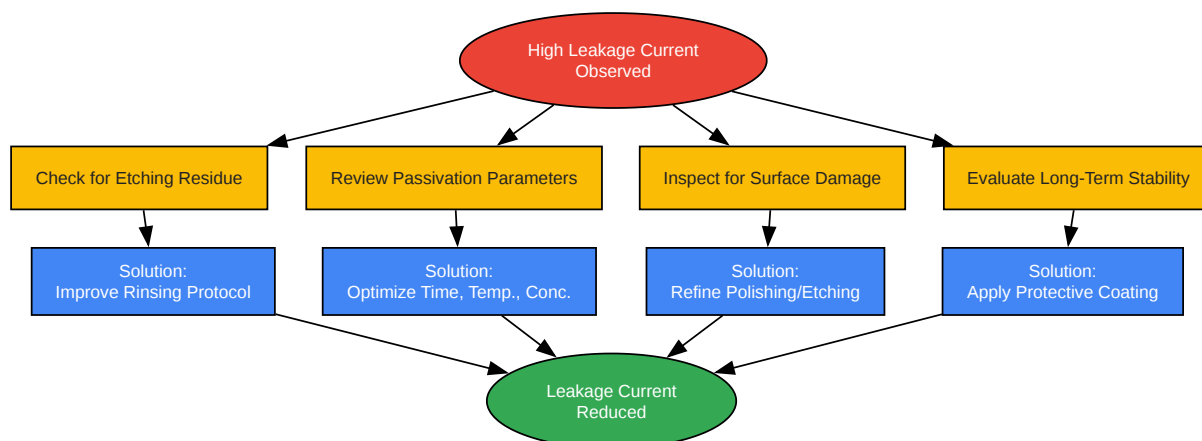 High Leakage Current
Observed
Check for Etching Residue
Review Passivation Parameters
Inspect for Surface Damage
Evaluate Long-Term Stability
Solution:
Improve Rinsing Protocol
Solution:
Optimize Time, Temp., Conc.
Solution:
Refine Polishing/Etching
Solution:
Apply Protective Coating
Leakage Current
Reduced